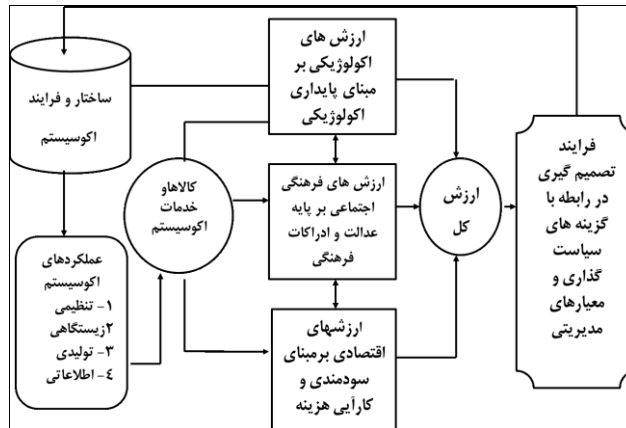 ساختار و فرایند
اکوسیستم
عملکردهای
اکوسیستم
۱- تنظیمی
۲زیستگاهی
۳- تولیدی
٤- اطلاعاتی
کالاهاو
خدمات
اکوسیستم
ارزش های
اکولوژیکی بر
مبنای پایداری
اکولوژیکی
ارزش های فرهنگی
اجتماعی بر پایه
عدالت و ادراکات
فرهنگی
ارزشهای
اقتصادی برمبنای
سودمندی و
کارآیی هزینه
ارزش
کل
فرایند
تصمیم گیری
در رابطه با
گزینه های
سیاست
گذاری و
معیارهای
مدیریتی